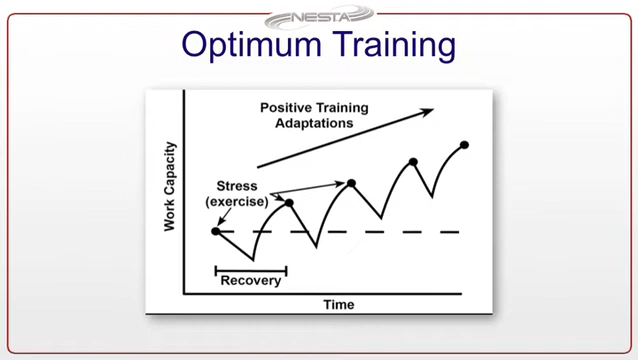 NESTA
Optimum Training
Positive Training
Adaptations
Stress
(exercise)
Work Capacity
Recovery
Time